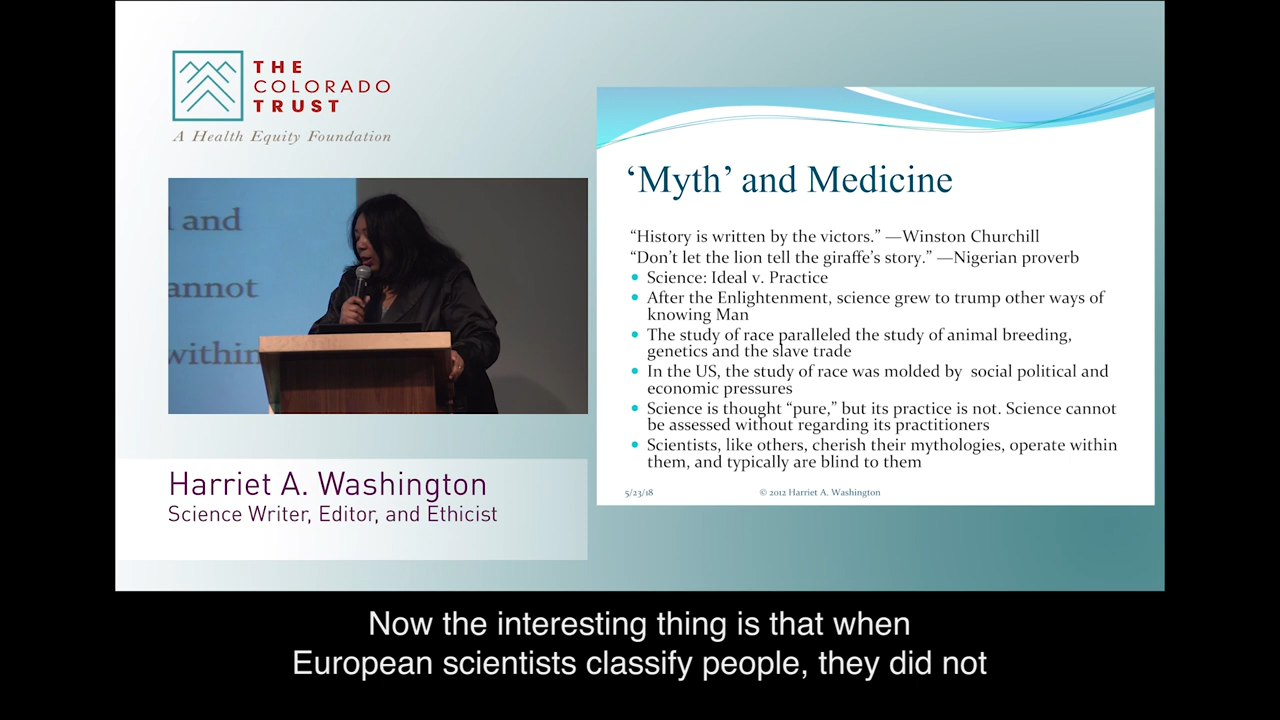 THE
COLORADO
TRUST
A Health Equity Foundation
and
annot
within
Harriet A. Washington
Science Writer, Editor, and Ethicist
‘Myth’ and Medicine
“History is written by the victors.” —Winston Churchill
“Don’t let the lion tell the giraffe’s story.” —Nigerian proverb
• Science: Ideal v. Practice
• After the Enlightenment, science grew to trump other ways of
knowing Man
• The study of race paralleled the study of animal breeding,
genetics and the slave trade
• In the US, the study of race was molded by  social political and
economic pressures
• Science is thought “pure,” but its practice is not. Science cannot
be assessed without regarding its practitioners
• Scientists, like others, cherish their mythologies, operate within
them, and typically are blind to them
5/23/18
© 2012 Harriet A. Washington
Now the interesting thing is that when
European scientists classify people, they did not